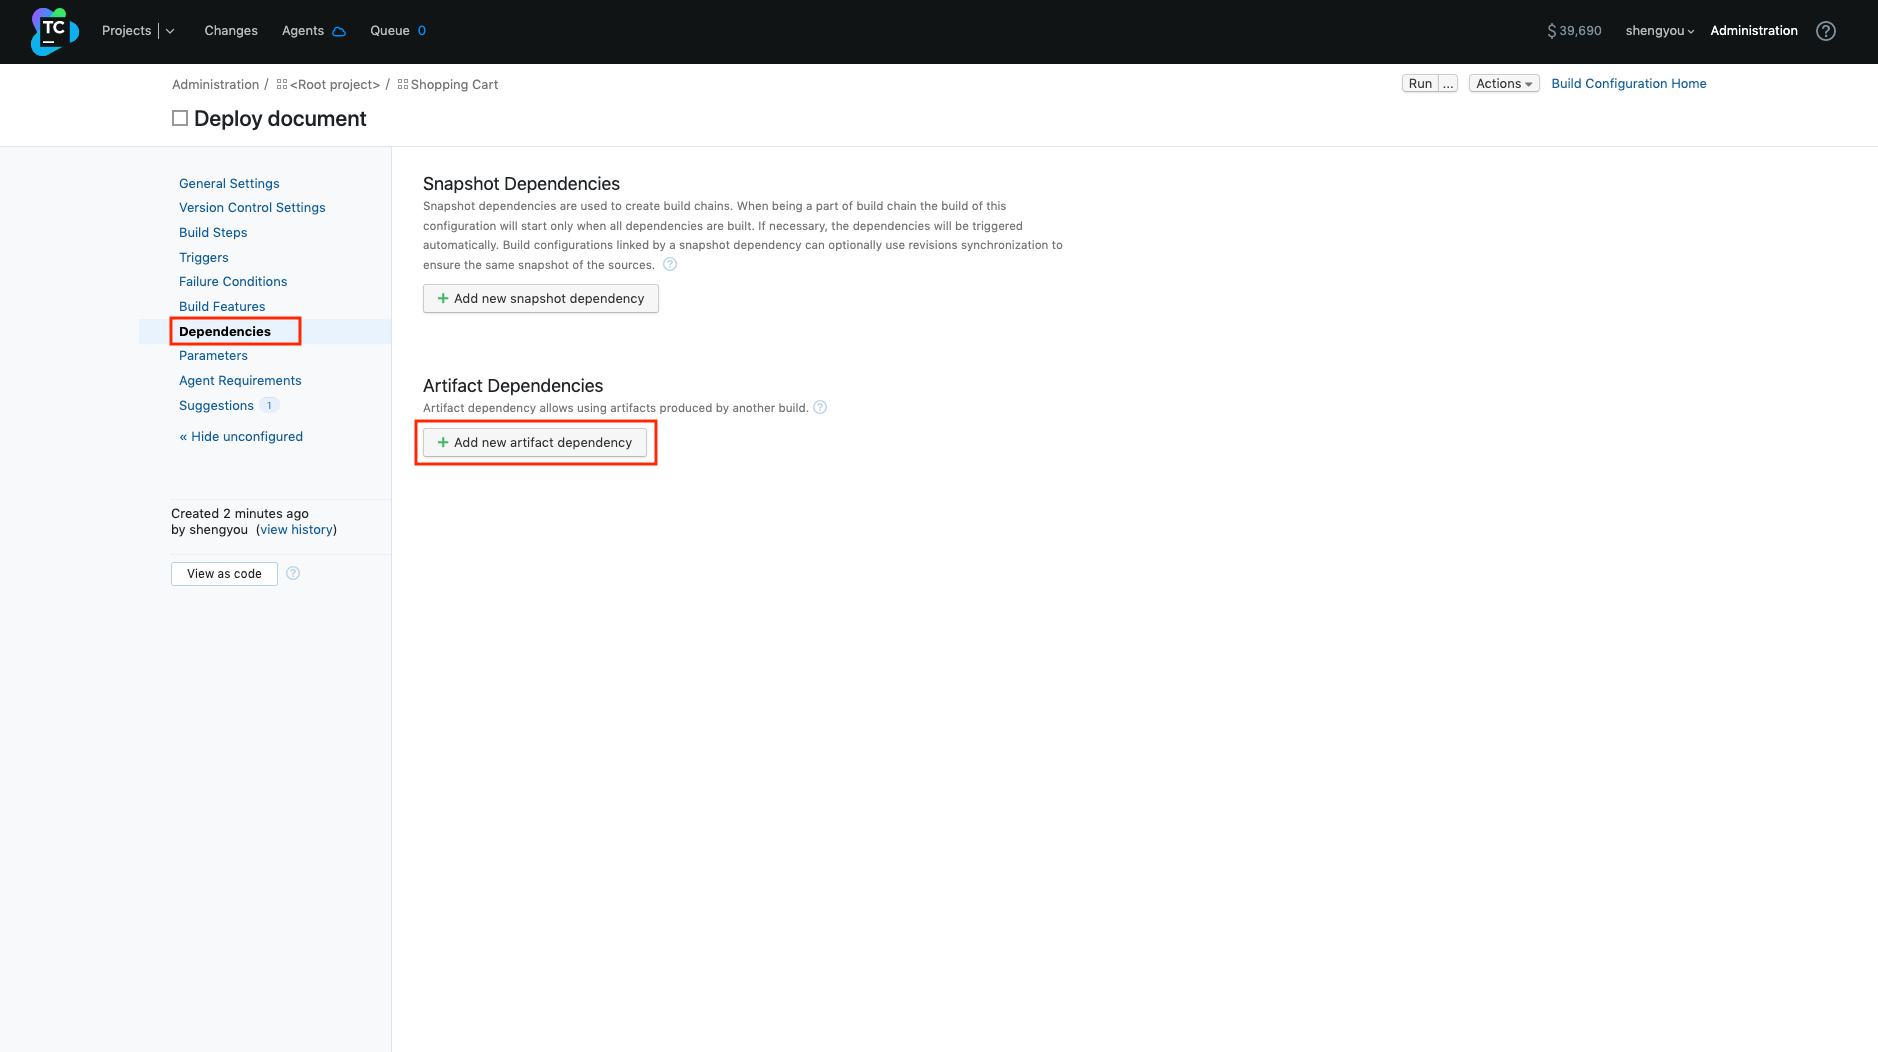 TC
Projects
Changes
Agents
Queue 0
$ 39,690
shengyou
Administration
?
Administration / <Root project> / Shopping Cart
Run ...
Actions
Build Configuration Home
Deploy document
General Settings
Version Control Settings
Build Steps
Triggers
Failure Conditions
Build Features
Dependencies
Parameters
Agent Requirements
Suggestions 1
« Hide unconfigured
Created 2 minutes ago
by shengyou (view history)
View as code ?
Snapshot Dependencies
Snapshot dependencies are used to create build chains. When being a part of build chain the build of this
configuration will start only when all dependencies are built. If necessary, the dependencies will be triggered
automatically. Build configurations linked by a snapshot dependency can optionally use revisions synchronization to
ensure the same snapshot of the sources. ?
+ Add new snapshot dependency
Artifact Dependencies
Artifact dependency allows using artifacts produced by another build. ?
+ Add new artifact dependency